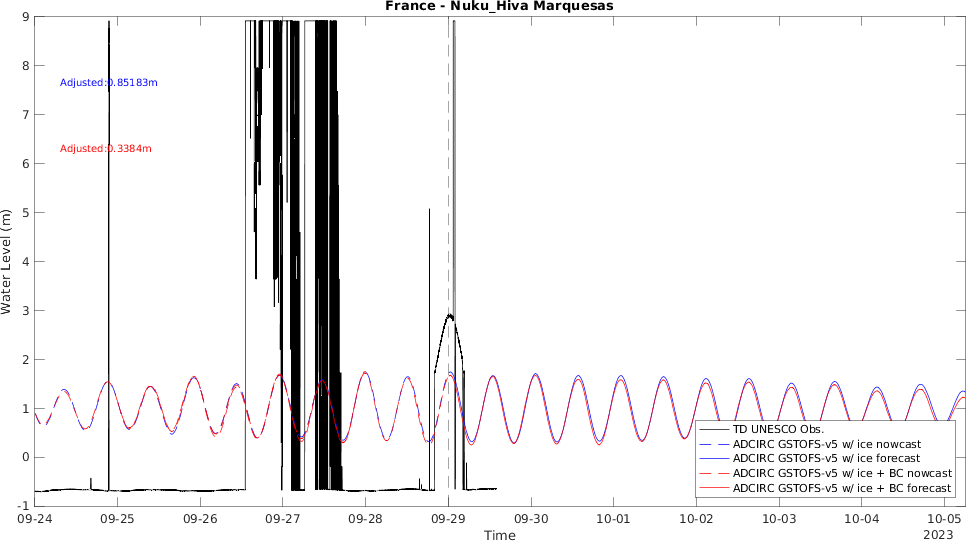 France - Nuku_Hiva Marquesas
9
8
7
6
5
4
3
2
1
0
-1
Water Level (m)
Adjusted:0.85183m
Adjusted:0.3384m
TD UNESCO Obs.
ADCIRC GSTOFS-v5 w/ ice nowcast
ADCIRC GSTOFS-v5 w/ ice forecast
ADCIRC GSTOFS-v5 w/ ice + BC nowcast
ADCIRC GSTOFS-v5 w/ ice + BC forecast
09-24 09-25 09-26 09-27 09-28 09-29 09-30 10-01 10-02 10-03 10-04 10-05
Time
2023